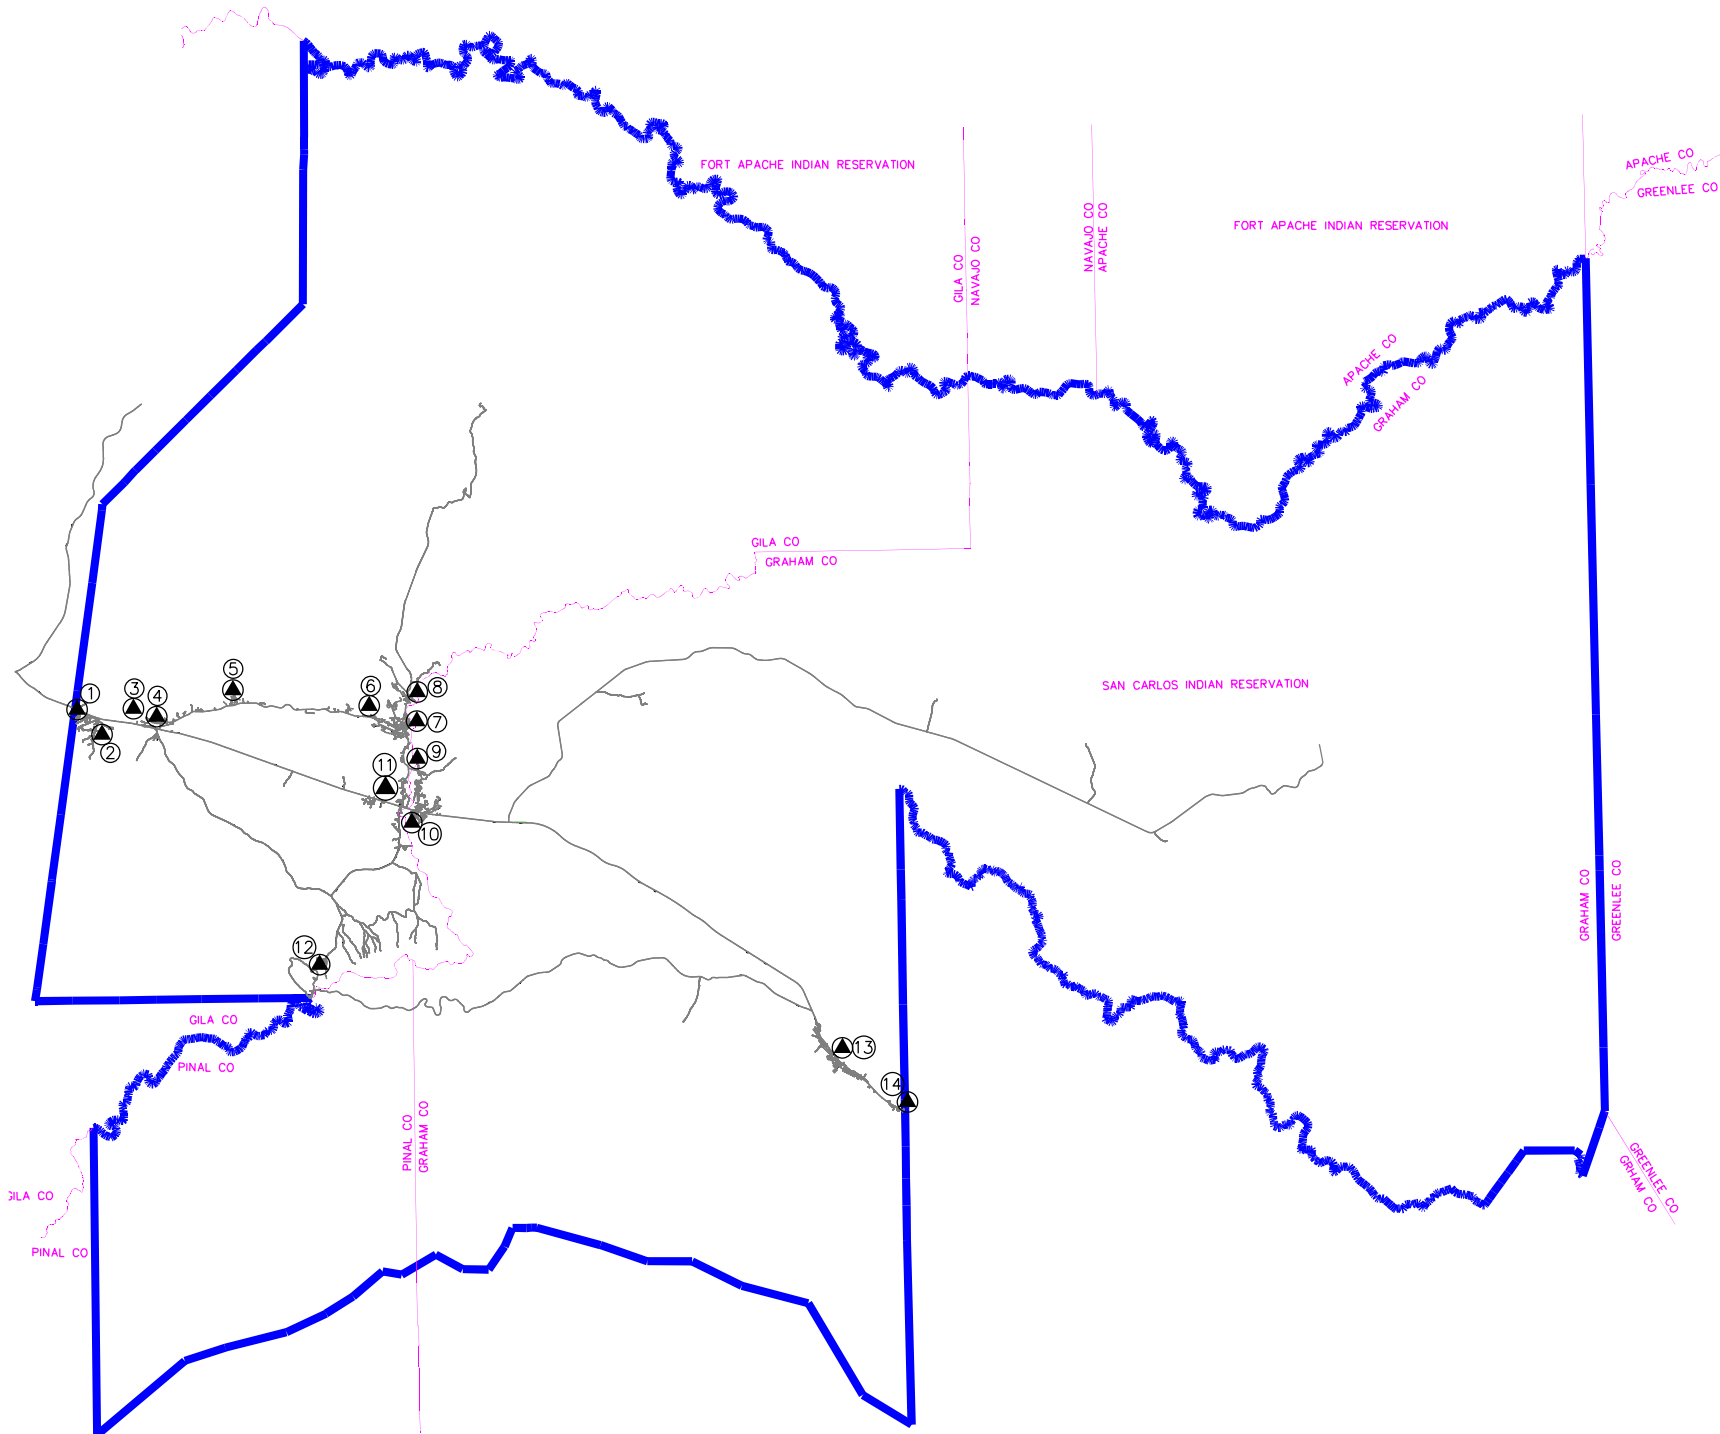 APACHE CO
GREENLEE CO
FORT APACHE INDIAN RESERVATION
FORT APACHE INDIAN RESERVATION
GILA CO
NAVAJO CO
NAVAJO CO
APACHE CO
APACHE CO
GRAHAM CO
GILA CO
GRAHAM CO
SAN CARLOS INDIAN RESERVATION
1
2
3
4
5
6
8
7
9
11
10
GRAHAM CO
GREENLEE CO
12
GILA CO
PINAL CO
13
14
PINAL CO
GRAHAM CO
GILA CO
PINAL CO
GREENLEE CO
GRHAM CO